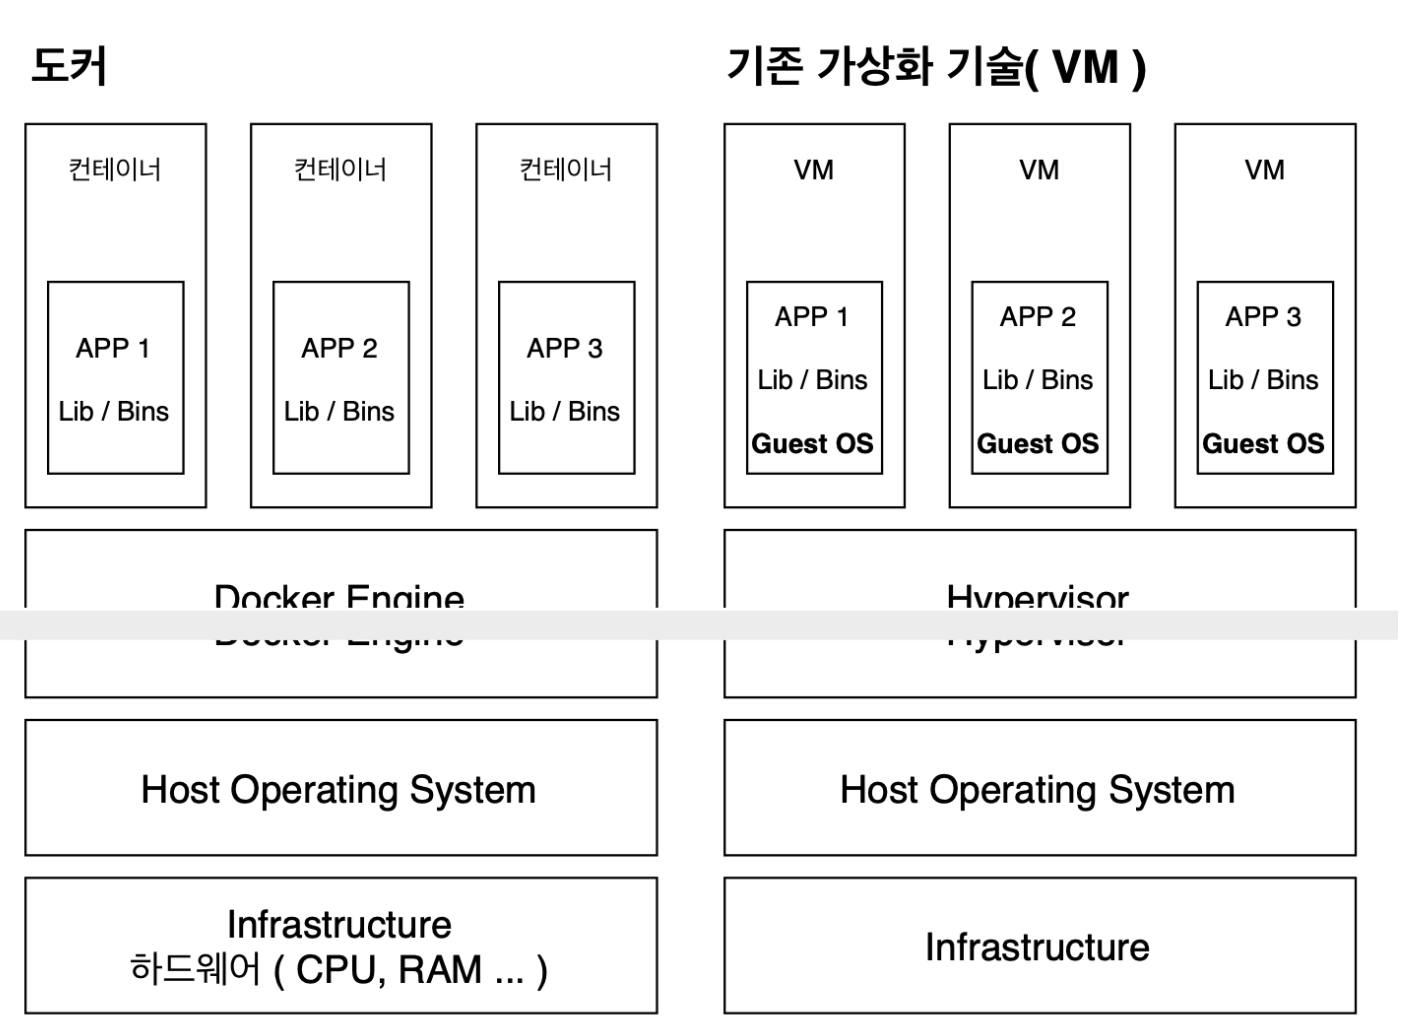 도커
컨테이너
컨테이너
컨테이너
APP 1
Lib / Bins
APP 2
Lib / Bins
APP 3
Lib / Bins
Docker Engine
Docker Engine
Host Operating System
Infrastructure
하드웨어 ( CPU, RAM ... )
기존 가상화 기술( VM )
VM
VM
VM
APP 1
Lib / Bins
Guest OS
APP 2
Lib / Bins
Guest OS
APP 3
Lib / Bins
Guest OS
Hypervisor
Hypervisor
Host Operating System
Infrastructure